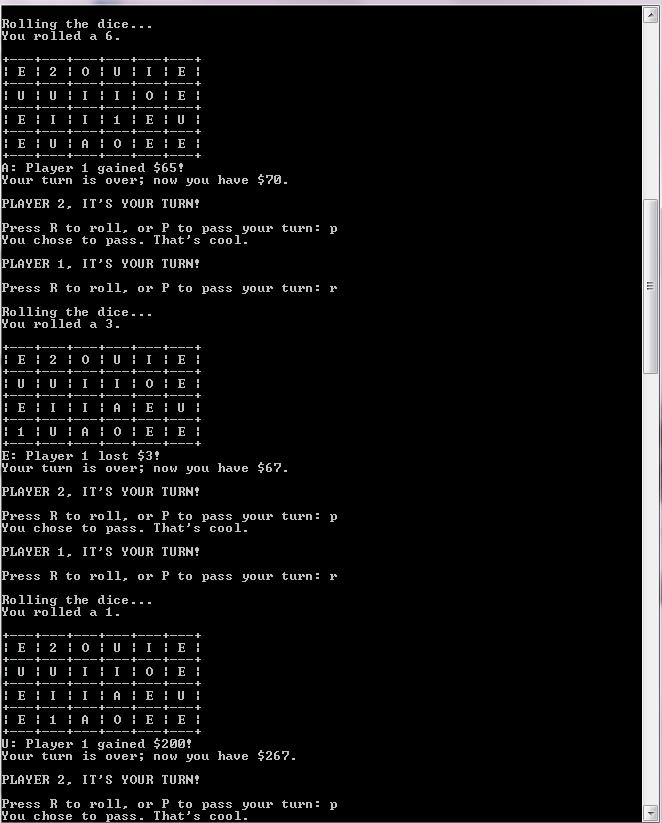 Rolling the dice...
You rolled a 6.
+---+---+---+---+---+---+
¦ E ¦ 2 ¦ O ¦ U ¦ I ¦ E ¦
+---+---+---+---+---+---+
¦ U ¦ U ¦ I ¦ I ¦ O ¦ E ¦
+---+---+---+---+---+---+
¦ E ¦ I ¦ I ¦ 1 ¦ E ¦ U ¦
+---+---+---+---+---+---+
¦ E ¦ U ¦ A ¦ O ¦ E ¦ E ¦
+---+---+---+---+---+---+
A: Player 1 gained $65!
Your turn is over; now you have $70.
PLAYER 2, IT'S YOUR TURN!
Press R to roll, or P to pass your turn: p
You chose to pass. That's cool.
PLAYER 1, IT'S YOUR TURN!
Press R to roll, or P to pass your turn: r
Rolling the dice...
You rolled a 3.
+---+---+---+---+---+---+
¦ E ¦ 2 ¦ O ¦ U ¦ I ¦ E ¦
+---+---+---+---+---+---+
¦ U ¦ U ¦ I ¦ I ¦ O ¦ E ¦
+---+---+---+---+---+---+
¦ E ¦ I ¦ I ¦ A ¦ E ¦ U ¦
+---+---+---+---+---+---+
¦ 1 ¦ U ¦ A ¦ O ¦ E ¦ E ¦
+---+---+---+---+---+---+
E: Player 1 lost $3!
Your turn is over; now you have $67.
PLAYER 2, IT'S YOUR TURN!
Press R to roll, or P to pass your turn: p
You chose to pass. That's cool.
PLAYER 1, IT'S YOUR TURN!
Press R to roll, or P to pass your turn: r
Rolling the dice...
You rolled a 1.
+---+---+---+---+---+---+
¦ E ¦ 2 ¦ O ¦ U ¦ I ¦ E ¦
+---+---+---+---+---+---+
¦ U ¦ U ¦ I ¦ I ¦ O ¦ E ¦
+---+---+---+---+---+---+
¦ E ¦ I ¦ I ¦ A ¦ E ¦ U ¦
+---+---+---+---+---+---+
¦ E ¦ 1 ¦ A ¦ O ¦ E ¦ E ¦
+---+---+---+---+---+---+
U: Player 1 gained $200!
Your turn is over; now you have $267.
PLAYER 2, IT'S YOUR TURN!
Press R to roll, or P to pass your turn: p
You chose to pass. That's cool.